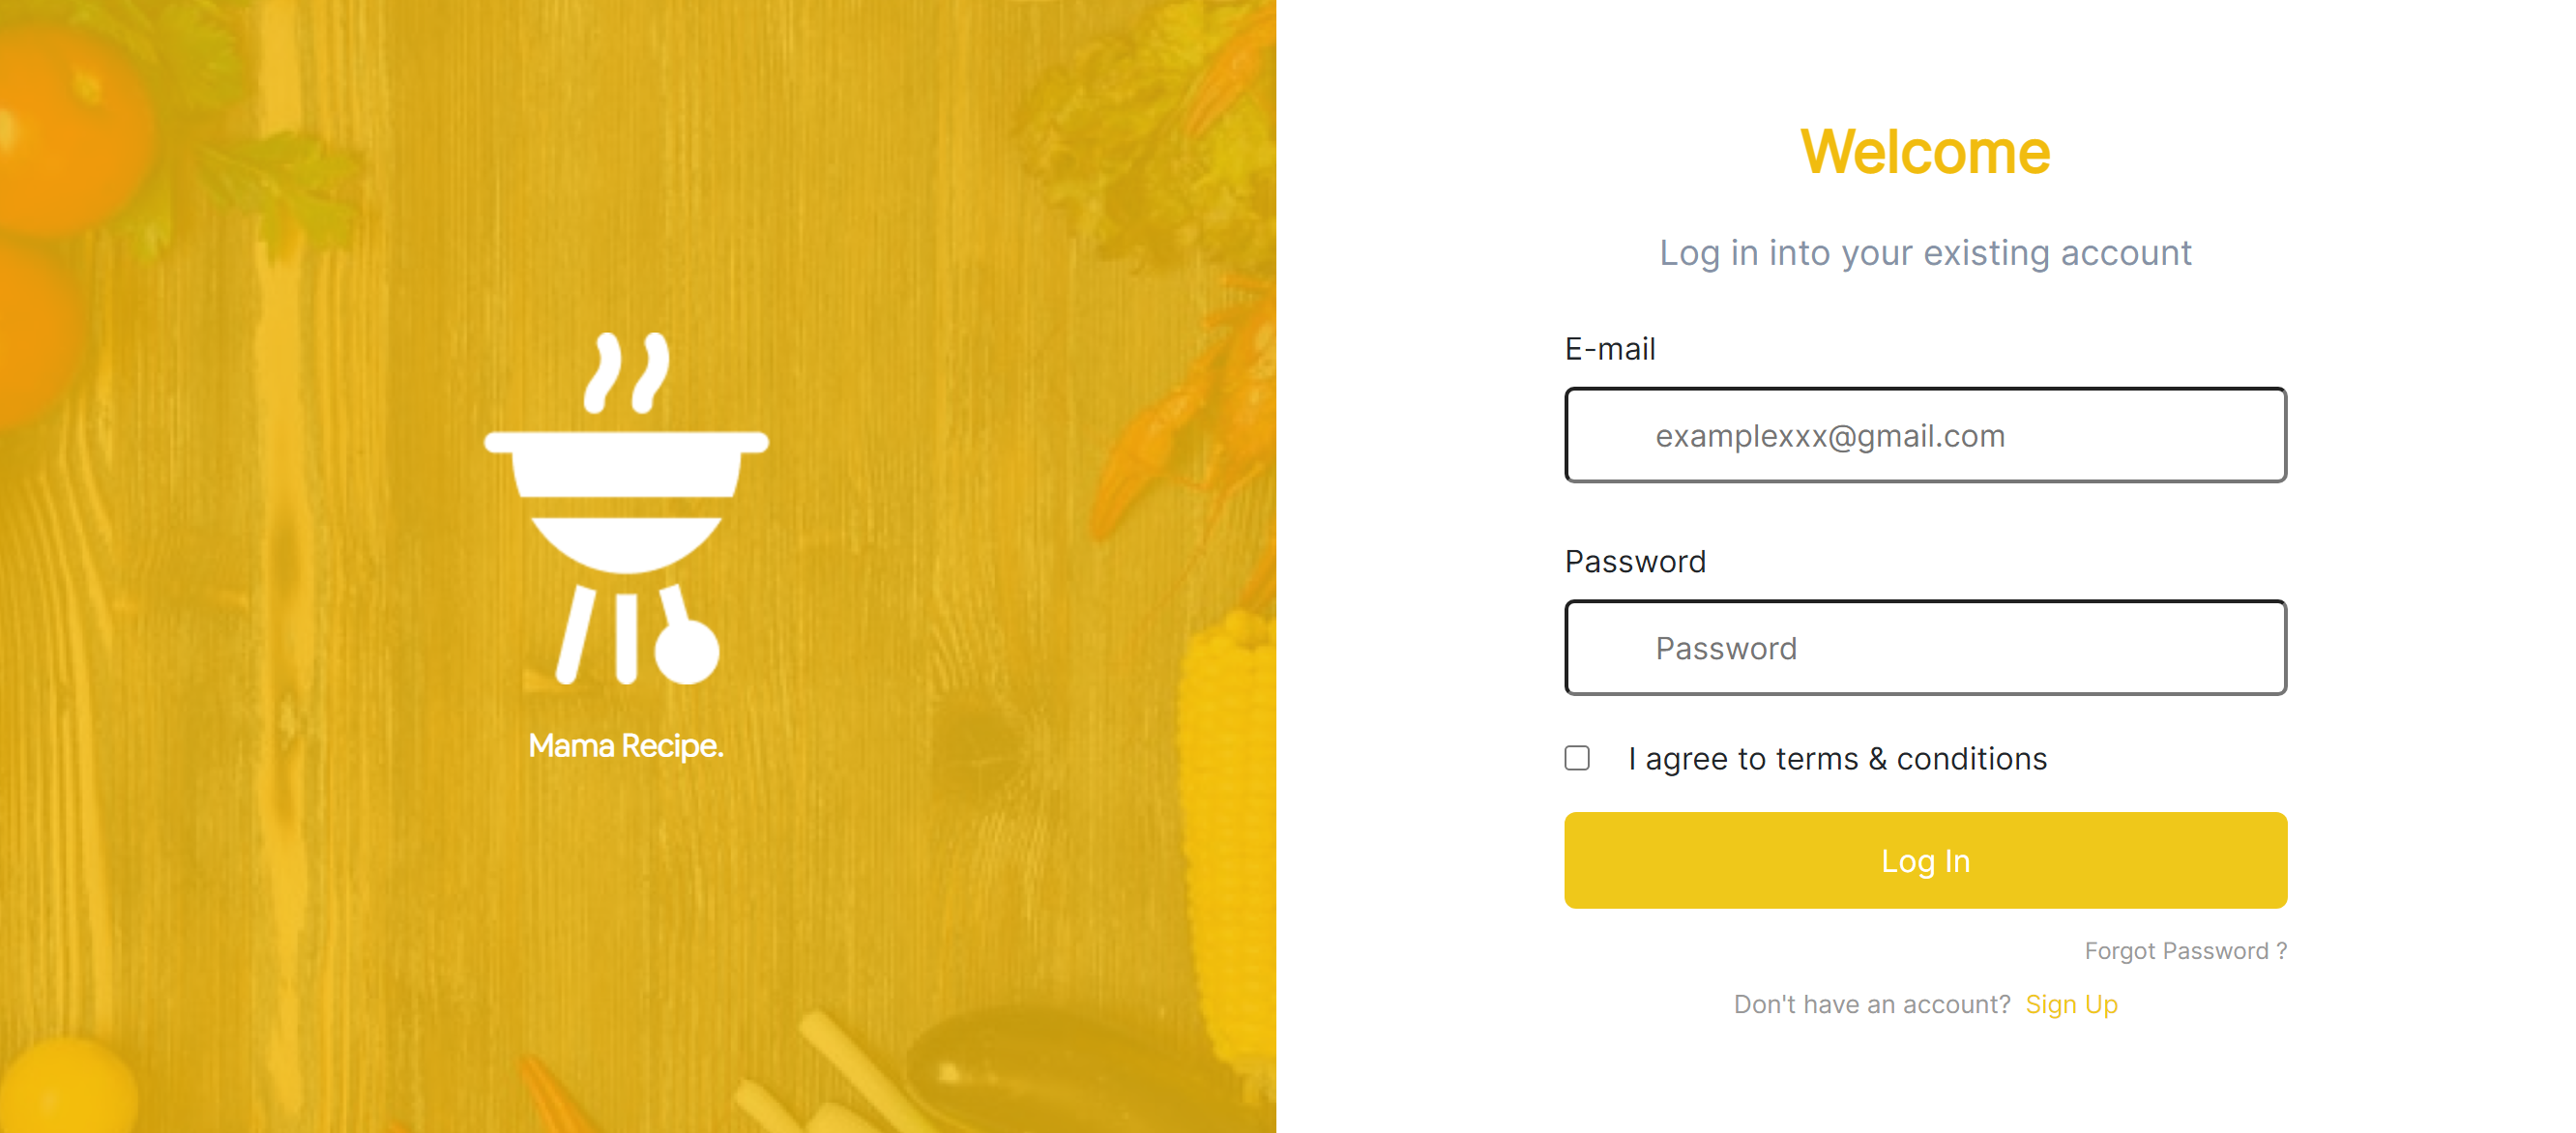 Mama Recipe.
Welcome
Log in into your existing account
E-mail
examplexxx@gmail.com
Password
Password
I agree to terms & conditions
Log In
Forgot Password ?
Don't have an account? Sign Up